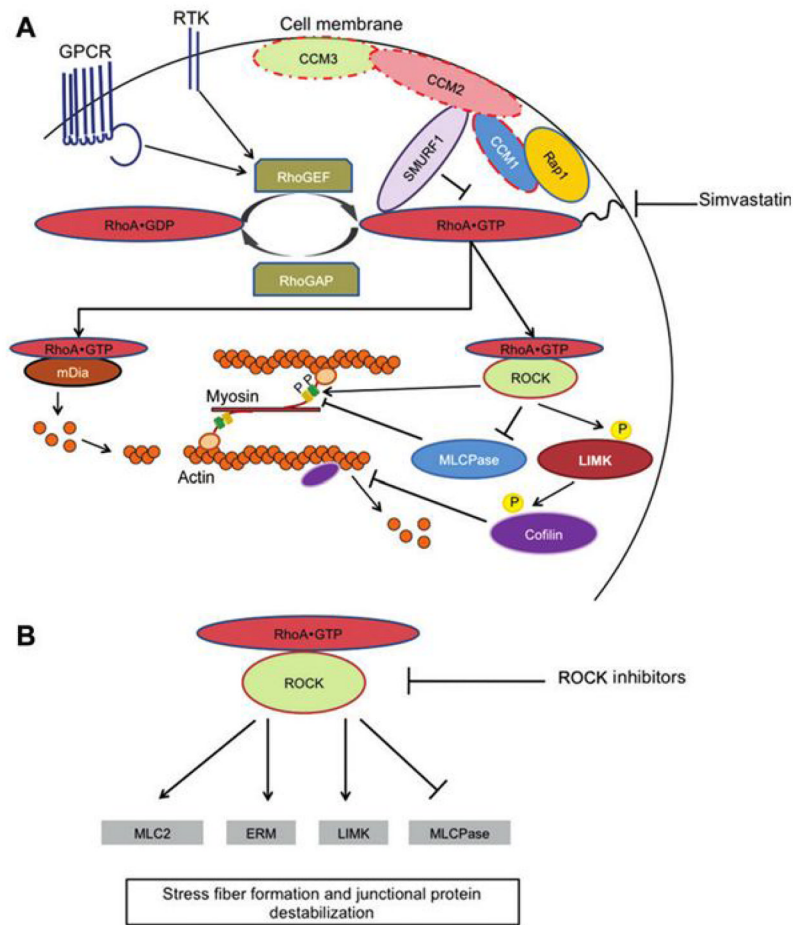 A
GPCR
RTK
Cell membrane
CCM3
CCM2
SMURF1
CCM1
Rap1
RhoGEF
Simvastatin
RhoA•GDP
RhoA•GTP
RhoGAP
RhoA•GTP
mDia
RhoA•GTP
ROCK
P
P
Myosin
MLCPase
P
LIMK
Actin
P
Cofilin
B
RhoA•GTP
ROCK
ROCK inhibitors
MLC2
ERM
LIMK
MLCPase
Stress fiber formation and junctional protein
destabilization